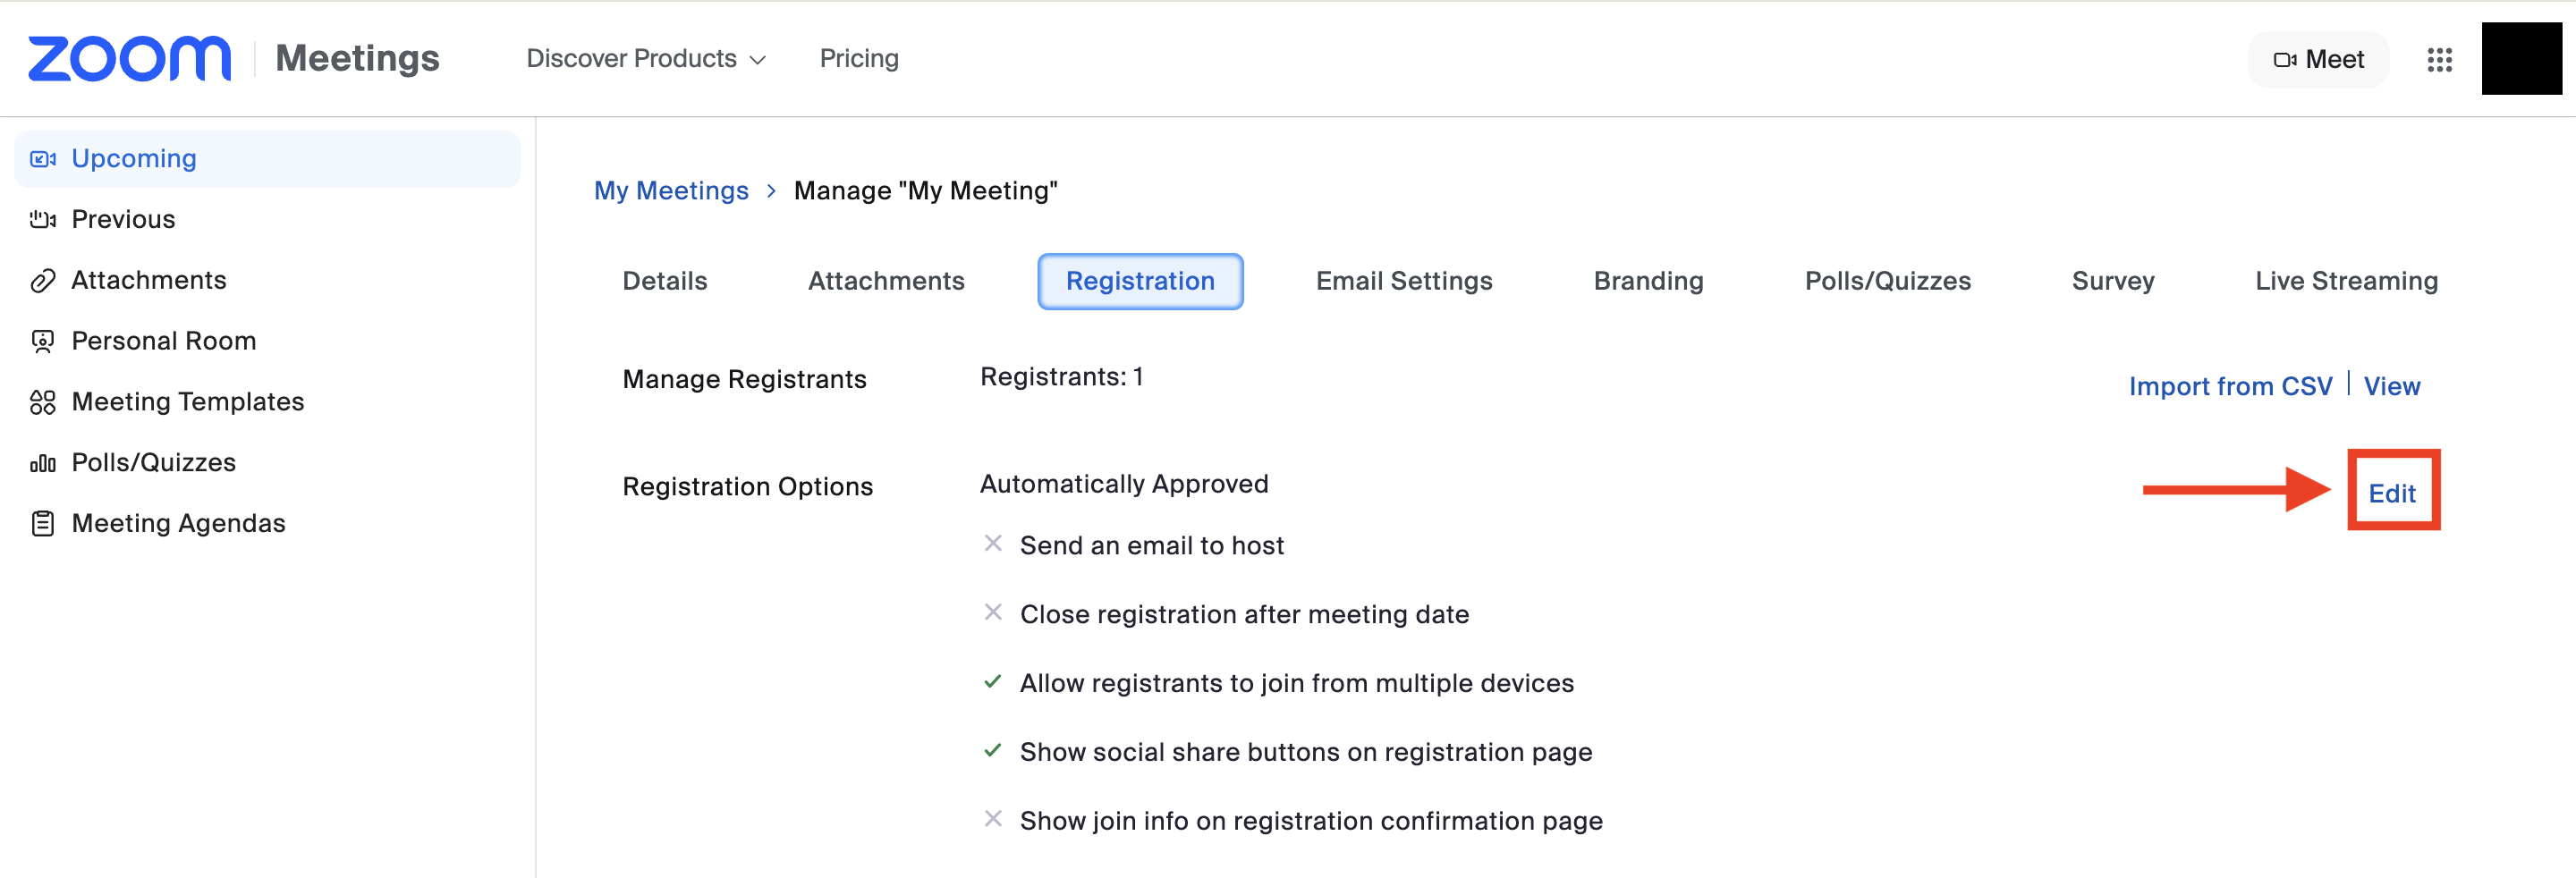 zoom Meetings Discover Products Pricing Meet
Upcoming
Previous
Attachments
Personal Room
Meeting Templates
Polls/Quizzes
Meeting Agendas
My Meetings > Manage "My Meeting"
Details Attachments Registration Email Settings Branding Polls/Quizzes Survey Live Streaming
Manage Registrants Registrants: 1 Import from CSV | View
Registration Options Automatically Approved Edit
Send an email to host
Close registration after meeting date
Allow registrants to join from multiple devices
Show social share buttons on registration page
Show join info on registration confirmation page